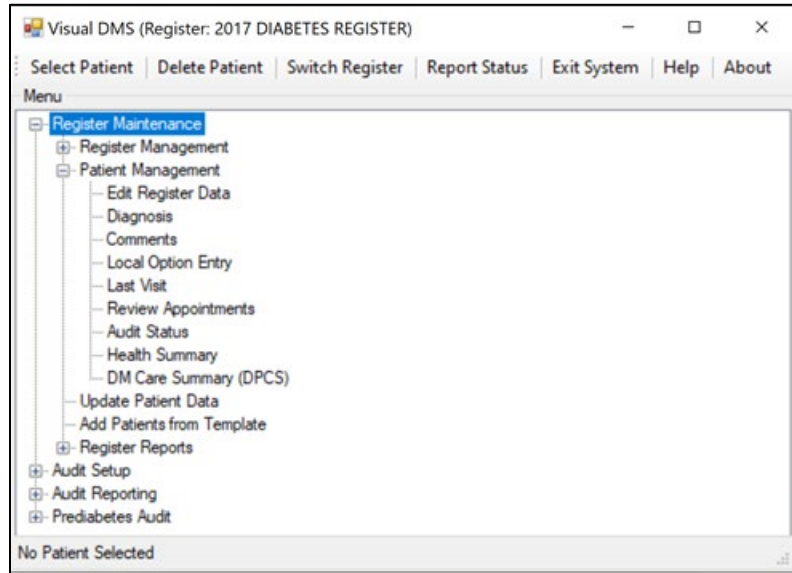 Visual DMS (Register: 2017 DIABETES REGISTER)
Select Patient Delete Patient Switch Register Report Status Exit System Help About
Menu
Register Maintenance
Register Management
Patient Management
Edit Register Data
Diagnosis
Comments
Local Option Entry
Last Visit
Review Appointments
Audit Status
Health Summary
DM Care Summary (DPCS)
Update Patient Data
Add Patients from Template
Register Reports
Audit Setup
Audit Reporting
Prediabetes Audit
No Patient Selected